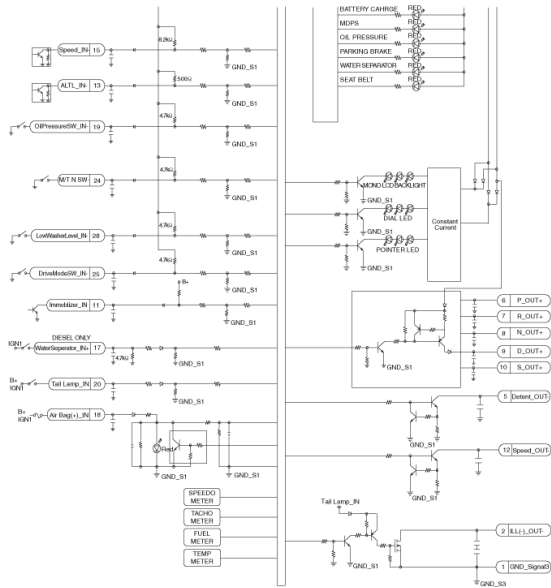 BATTERY CAHRGE RED
MDPS RED
OIL PRESSURE RED
PARKING BRAKE RED
WATER SEPARATOR RED
SEAT BELT RED
8.2kΩ
Speed_IN- 15
GND_S1
500Ω
ALTL_IN- 13
GND_S1
4.7kΩ
OilPressureSW_IN- 19
GND_S1
4.7kΩ
M/T N SW- 24
GND_S1
4.7kΩ
LowWasherLevel_IN- 28
GND_S1
4.7kΩ
DriveModeSW_IN- 25
GND_S1
B+
Immobilizer_IN 11
GND_S1
DIESEL ONLY
IGN1 WaterSeperator_IN+ 17
4.7kΩ
GND_S1
B+
IGN1
Tail Lamp_IN 20
GND_S1
B+
IGN1
Air Bag(+)_IN 18
Red
GND_S1 GND_S1
SPEEDO
METER
TACHO
METER
FUEL
METER
TEMP
METER
MONO LCD BACKLIGHT
GND_S1
DIAL LED
GND_S1
POINTER LED
GND_S1
Constant
Current
6 P_OUT+
7 R_OUT+
8 N_OUT+
9 D_OUT+
10 S_OUT+
GND_S1
5 Detent_OUT-
GND_S1
12 Speed_OUT-
GND_S1
Tail Lamp_IN
2 ILL(-)_OUT-
GND_S1
1 GND_Signal3
GND_S3